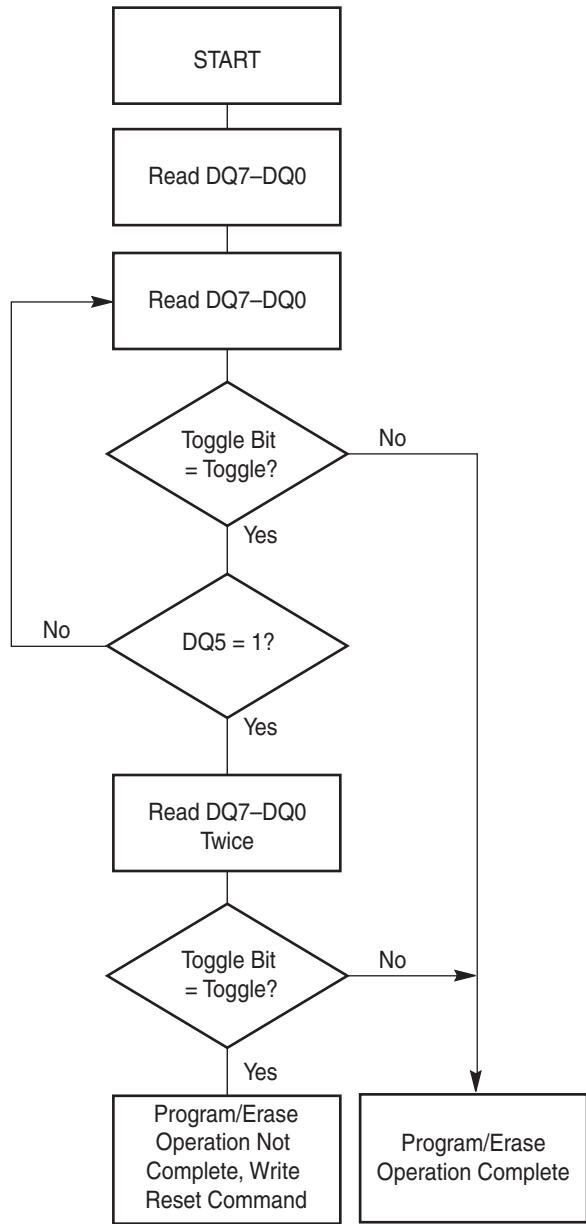 START
Read DQ7–DQ0
Read DQ7–DQ0
Toggle Bit
= Toggle?
No
Yes
No
DQ5 = 1?
Yes
Read DQ7–DQ0
Twice
Toggle Bit
= Toggle?
No
Yes
Program/Erase
Operation Not
Complete, Write
Reset Command
Program/Erase
Operation Complete